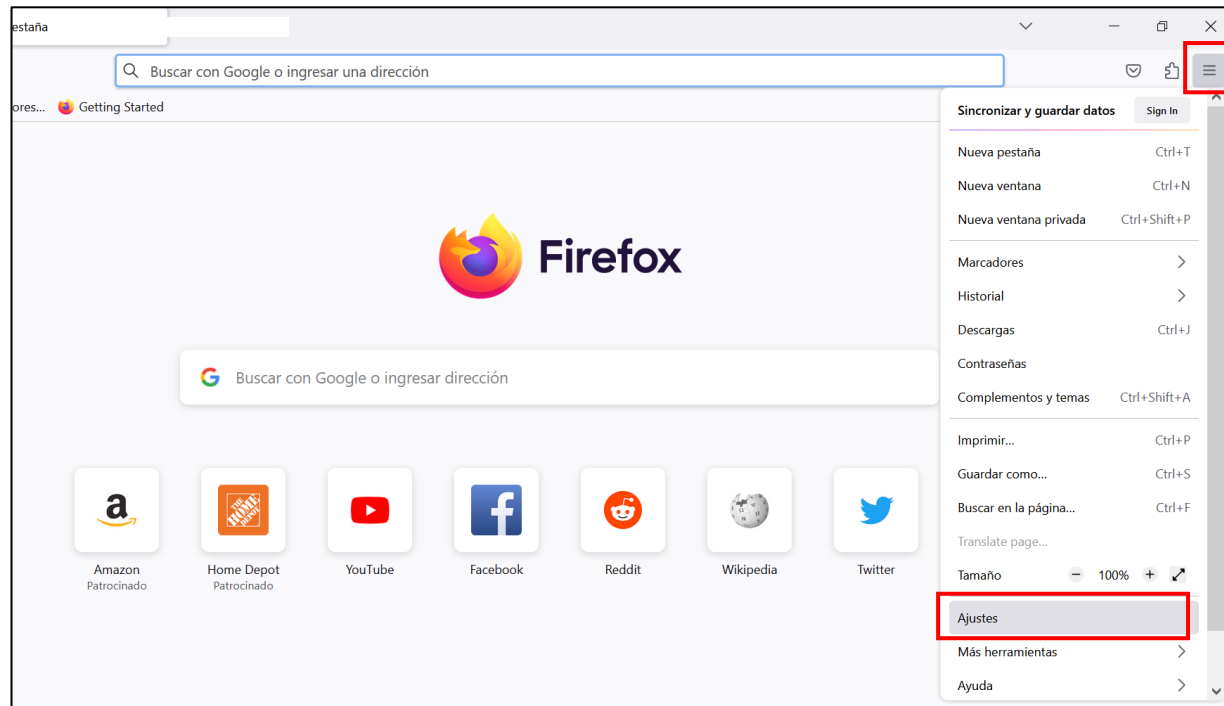 estaña
Buscar con Google o ingresar una dirección
ores... Getting Started
Sincronizar y guardar datos Sign In
Nueva pestaña Ctrl+T
Nueva ventana Ctrl+N
Nueva ventana privada Ctrl+Shift+P
Marcadores
Historial
Descargas Ctrl+J
Contraseñas
Complementos y temas Ctrl+Shift+A
Imprimir... Ctrl+P
Guardar como... Ctrl+S
Buscar en la página... Ctrl+F
Translate page...
Tamaño − 100% +
Ajustes
Más herramientas
Ayuda
Firefox
G Buscar con Google o ingresar dirección
a
THE HOME DEPOT
f
Amazon
Patrocinado
Home Depot
Patrocinado
YouTube
Facebook
Reddit
Wikipedia
Twitter